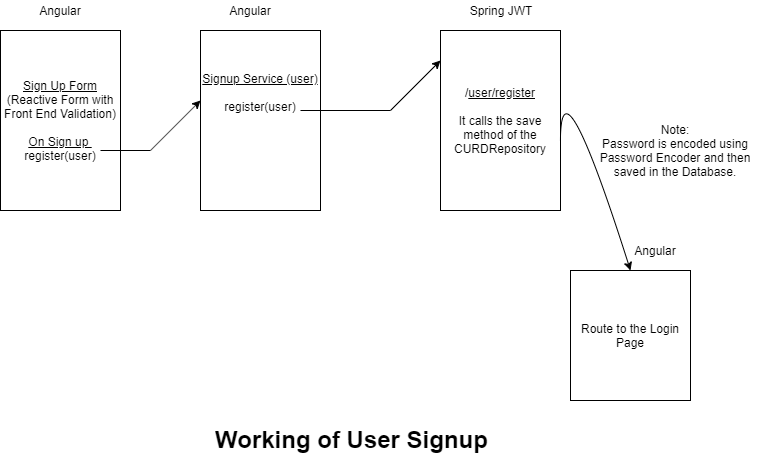 Angular
Angular
Spring JWT
Sign Up Form
(Reactive Form with
Front End Validation)
On Sign up
register(user)
Signup Service (user)
register(user)
/user/register
It calls the save
method of the
CURDRepository
Note:
Password is encoded using
Password Encoder and then
saved in the Database.
Angular
Route to the Login
Page
Working of User Signup